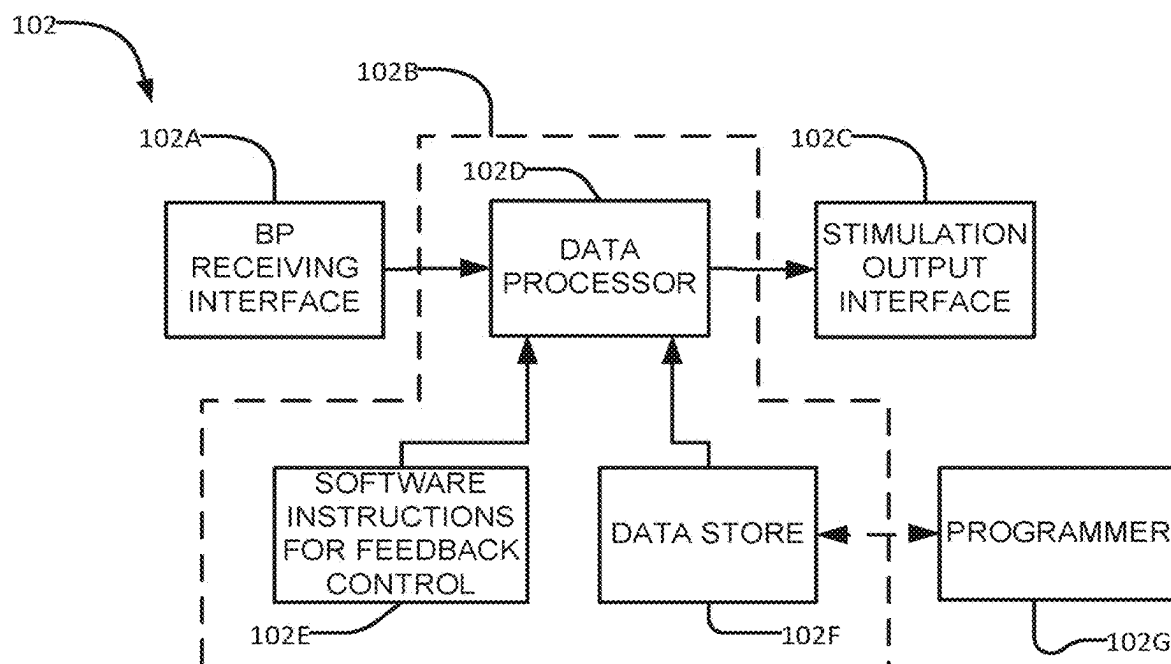 102
102B
102A
102C
102D
BP
RECEIVING
INTERFACE
DATA
PROCESSOR
STIMULATION
OUTPUT
INTERFACE
SOFTWARE
INSTRUCTIONS
FOR FEEDBACK
CONTROL
DATA STORE
PROGRAMMER
102E
102F
102G